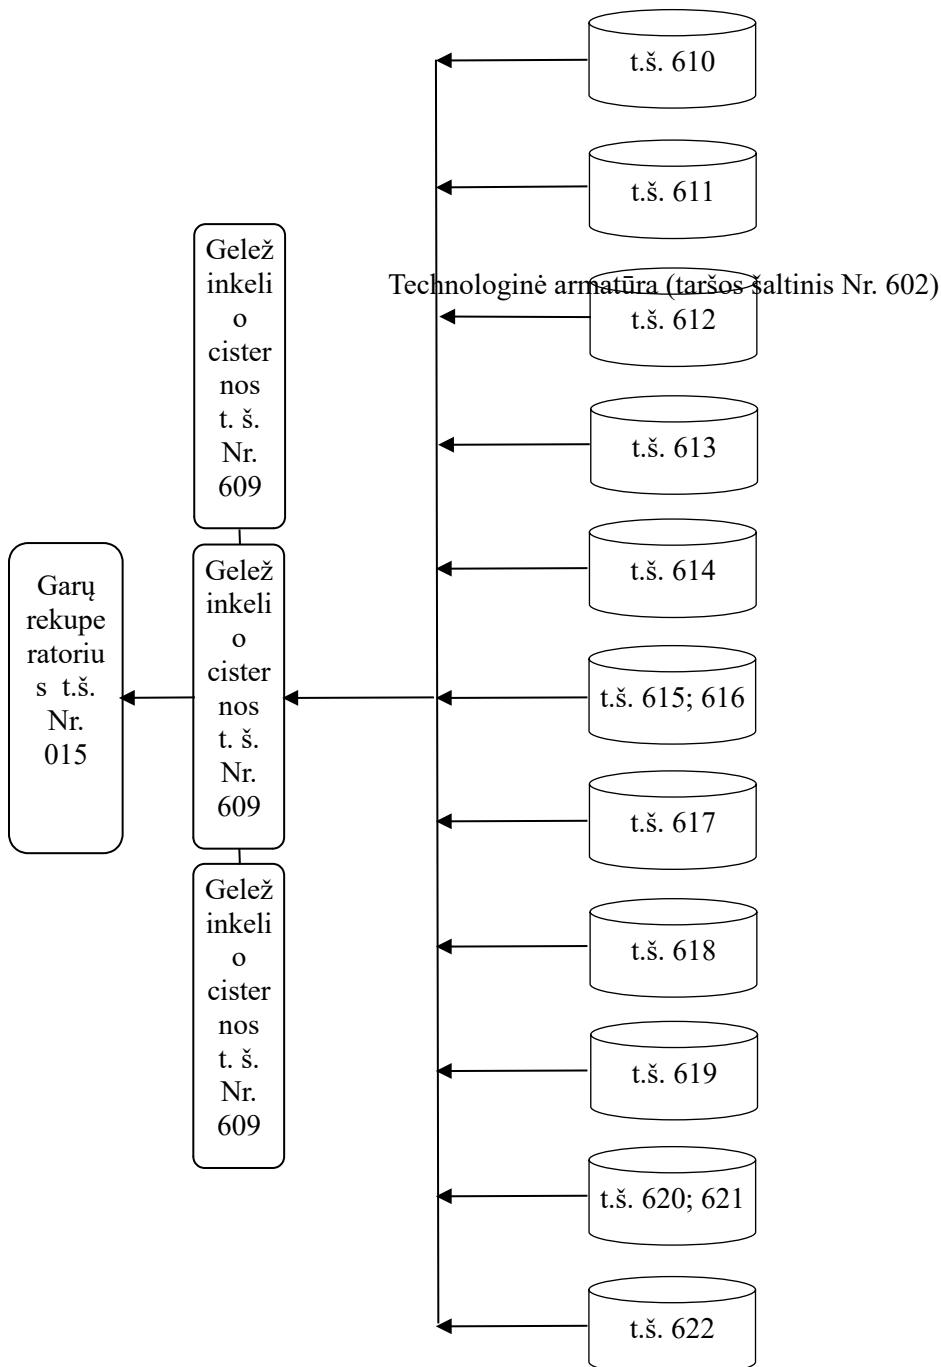 t.š. 610
t.š. 611
Technologinė armatūra (taršos šaltinis Nr. 602)
t.š. 612
t.š. 613
t.š. 614
t.š. 615; 616
t.š. 617
t.š. 618
t.š. 619
t.š. 620; 621
t.š. 622
Gelež
inkeli
o
cister
nos
t. š.
Nr.
609
Gelež
inkeli
o
cister
nos
t. š.
Nr.
609
Gelež
inkeli
o
cister
nos
t. š.
Nr.
609
Garų
rekupe
ratoriu
s t.š.
Nr.
015